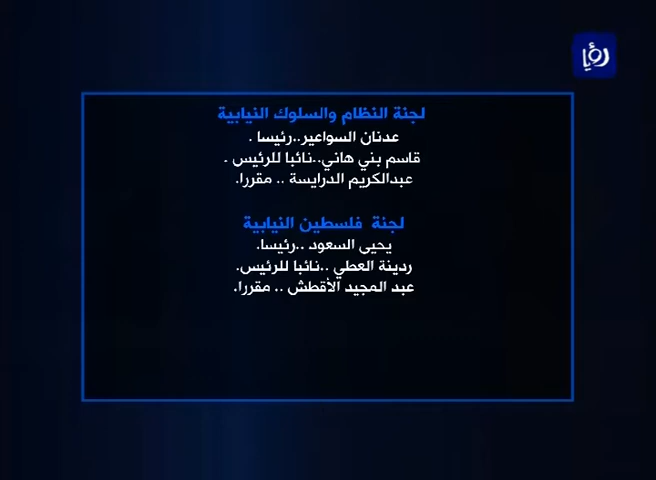 رؤيا
لجنة النظام والسلوك النيابية
عدنان السواعير..رئيسا .
قاسم بني هاني..نائبا للرئيس .
عبدالكريم الدرايسة .. مقررا.
لجنة فلسطين النيابية
يحيى السعود ..رئيسا.
ردينة العطي ..نائبا للرئيس.
عبد المجيد الأقطش .. مقررا.